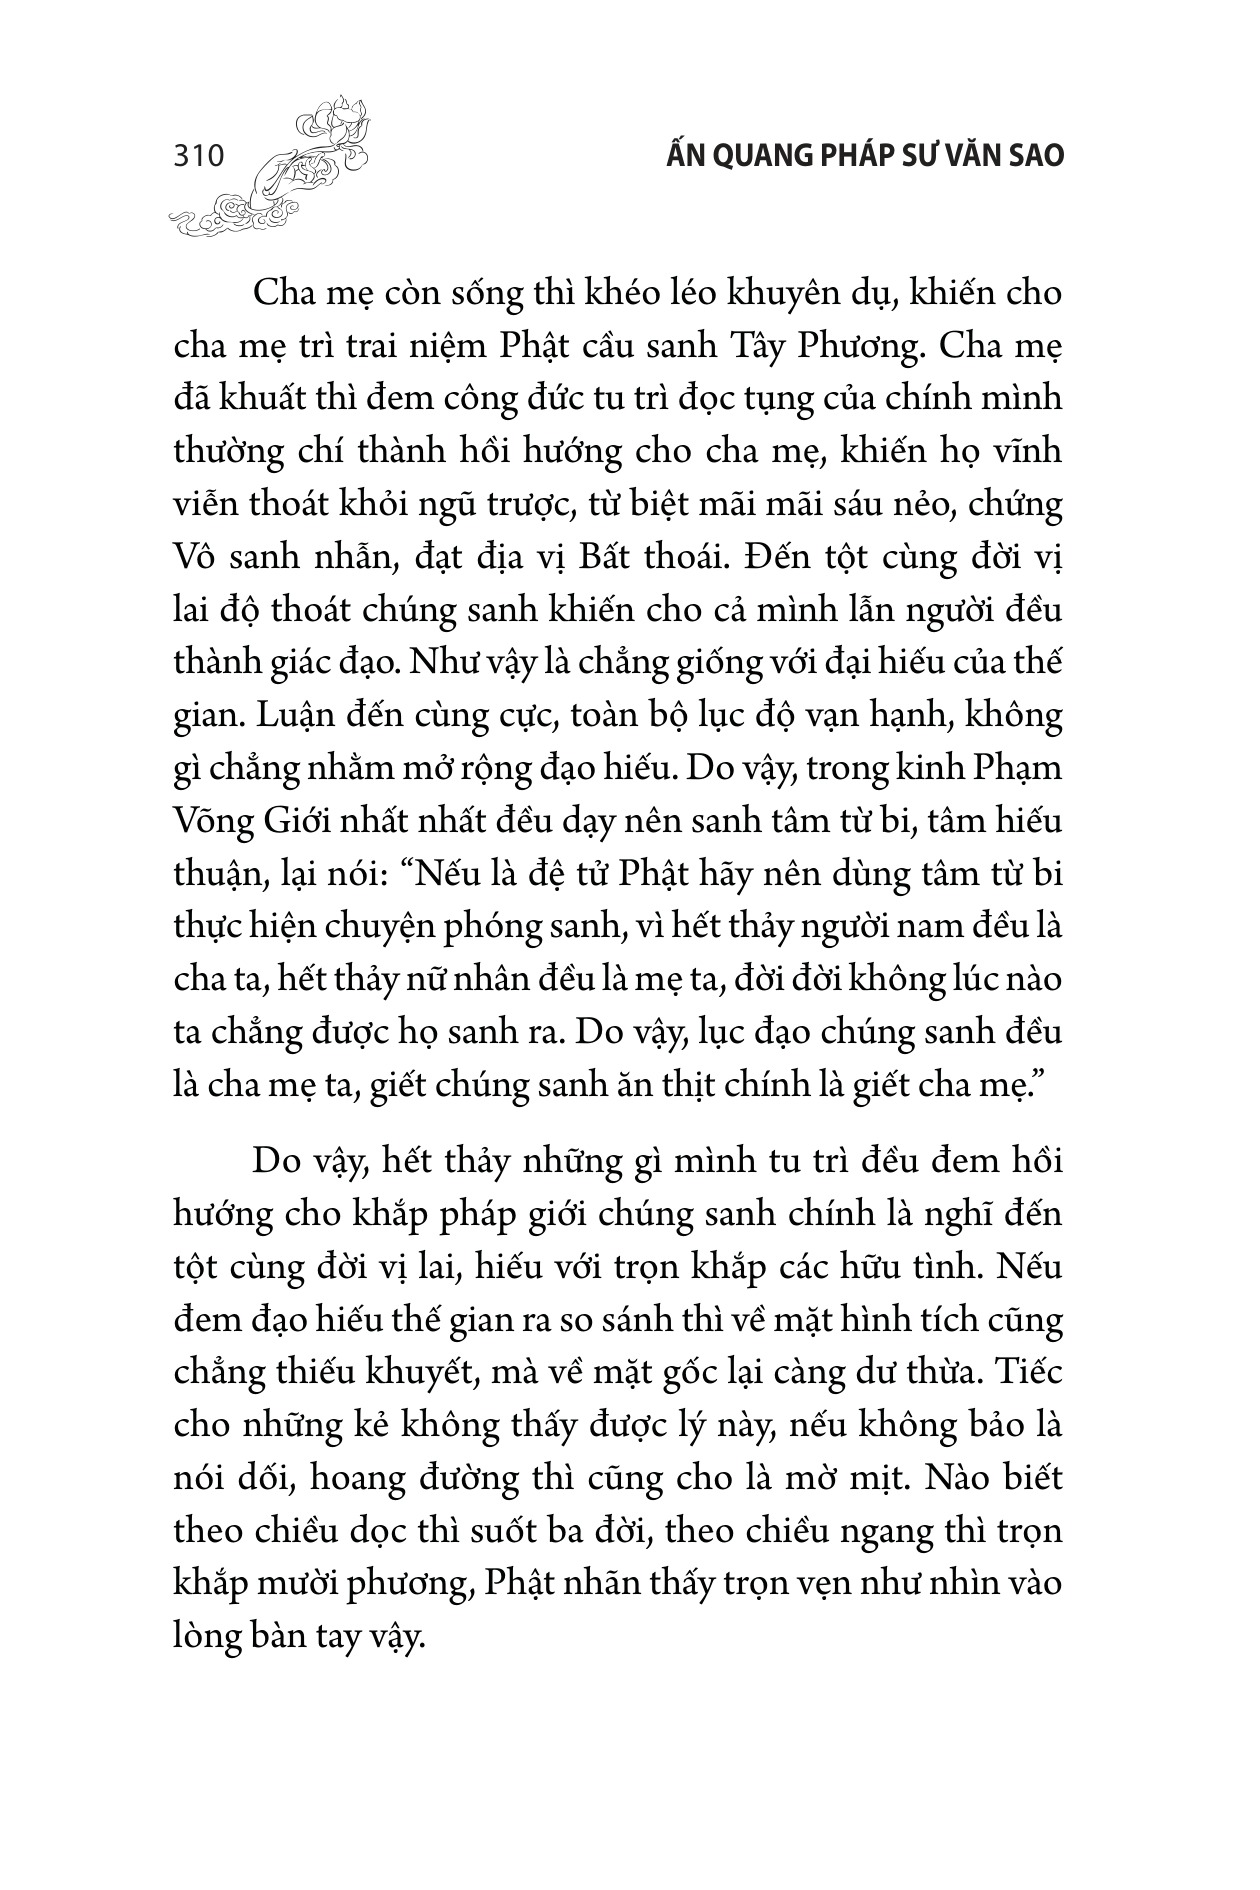 310
ẤN QUANG PHÁP SƯ VĂN SAO
Cha mẹ còn sống thì khéo léo khuyên dụ, khiến cho
cha mẹ trì trai niệm Phật cầu sanh Tây Phương. Cha mẹ
đã khuất thì đem công đức tu trì đọc tụng của chính mình
thường chí thành hồi hướng cho cha mẹ, khiến họ vĩnh
viễn thoát khỏi ngũ trược, từ biệt mãi mãi sáu nẻo, chứng
Vô sanh nhẫn, đạt địa vị Bất thoái. Đến tột cùng đời vị
lai độ thoát chúng sanh khiến cho cả mình lẫn người đều
thành giác đạo. Như vậy là chẳng giống với đại hiếu của thế
gian. Luận đến cùng cực, toàn bộ lục độ vạn hạnh, không
gì chẳng nhằm mở rộng đạo hiếu. Do vậy, trong kinh Phạm
Võng Giới nhất nhất đều dạy nên sanh tâm từ bi, tâm hiếu
thuận, lại nói: “Nếu là đệ tử Phật hãy nên dùng tâm từ bi
thực hiện chuyện phóng sanh, vì hết thảy người nam đều là
cha ta, hết thảy nữ nhân đều là mẹ ta, đời đời không lúc nào
ta chẳng được họ sanh ra. Do vậy, lục đạo chúng sanh đều
là cha mẹ ta, giết chúng sanh ăn thịt chính là giết cha mẹ.”
Do vậy, hết thảy những gì mình tu trì đều đem hồi
hướng cho khắp pháp giới chúng sanh chính là nghĩ đến
tột cùng đời vị lai, hiếu với trọn khắp các hữu tình. Nếu
đem đạo hiếu thế gian ra so sánh thì về mặt hình tích cũng
chẳng thiếu khuyết, mà về mặt gốc lại càng dư thừa. Tiếc
cho những kẻ không thấy được lý này, nếu không bảo là
nói dối, hoang đường thì cũng cho là mờ mịt. Nào biết
theo chiều dọc thì suốt ba đời, theo chiều ngang thì trọn
khắp mười phương, Phật nhãn thấy trọn vẹn như nhìn vào
lòng bàn tay vậy.